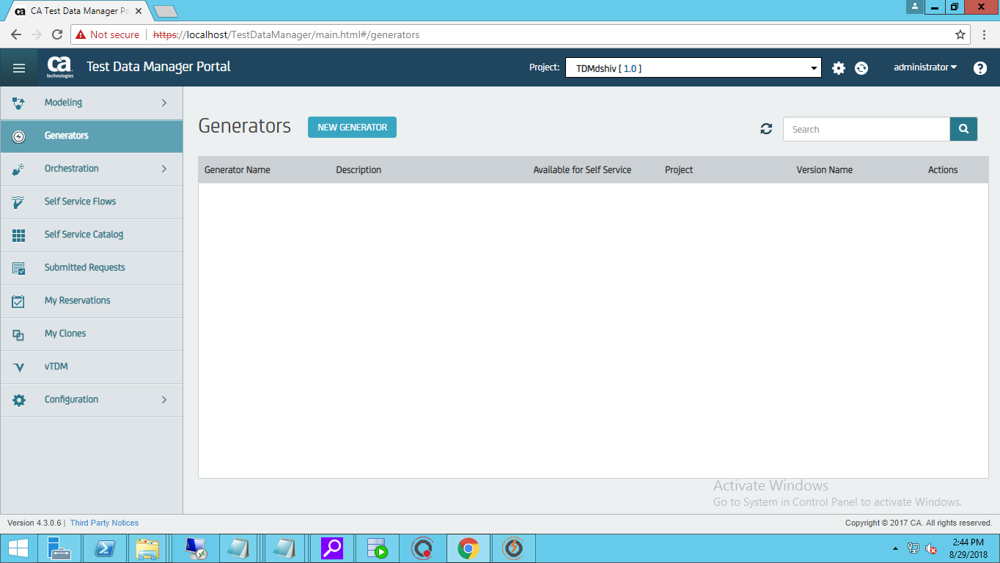 CA Test Data Manager Po
Not secure https://localhost/TestDataManager/main.html#/generators
ca technologies Test Data Manager Portal Project: TDMdshiv [ 1.0 ] administrator
Modeling
Generators
Orchestration
Self Service Flows
Self Service Catalog
Submitted Requests
My Reservations
My Clones
vTDM
Configuration
Generators NEW GENERATOR Search
Generator Name Description Available for Self Service Project Version Name Actions
Activate Windows
Go to System in Control Panel to activate Windows.
Version 4.3.0.6 | Third Party Notices Copyright © 2017 CA. All rights reserved.
2:44 PM
8/29/2018